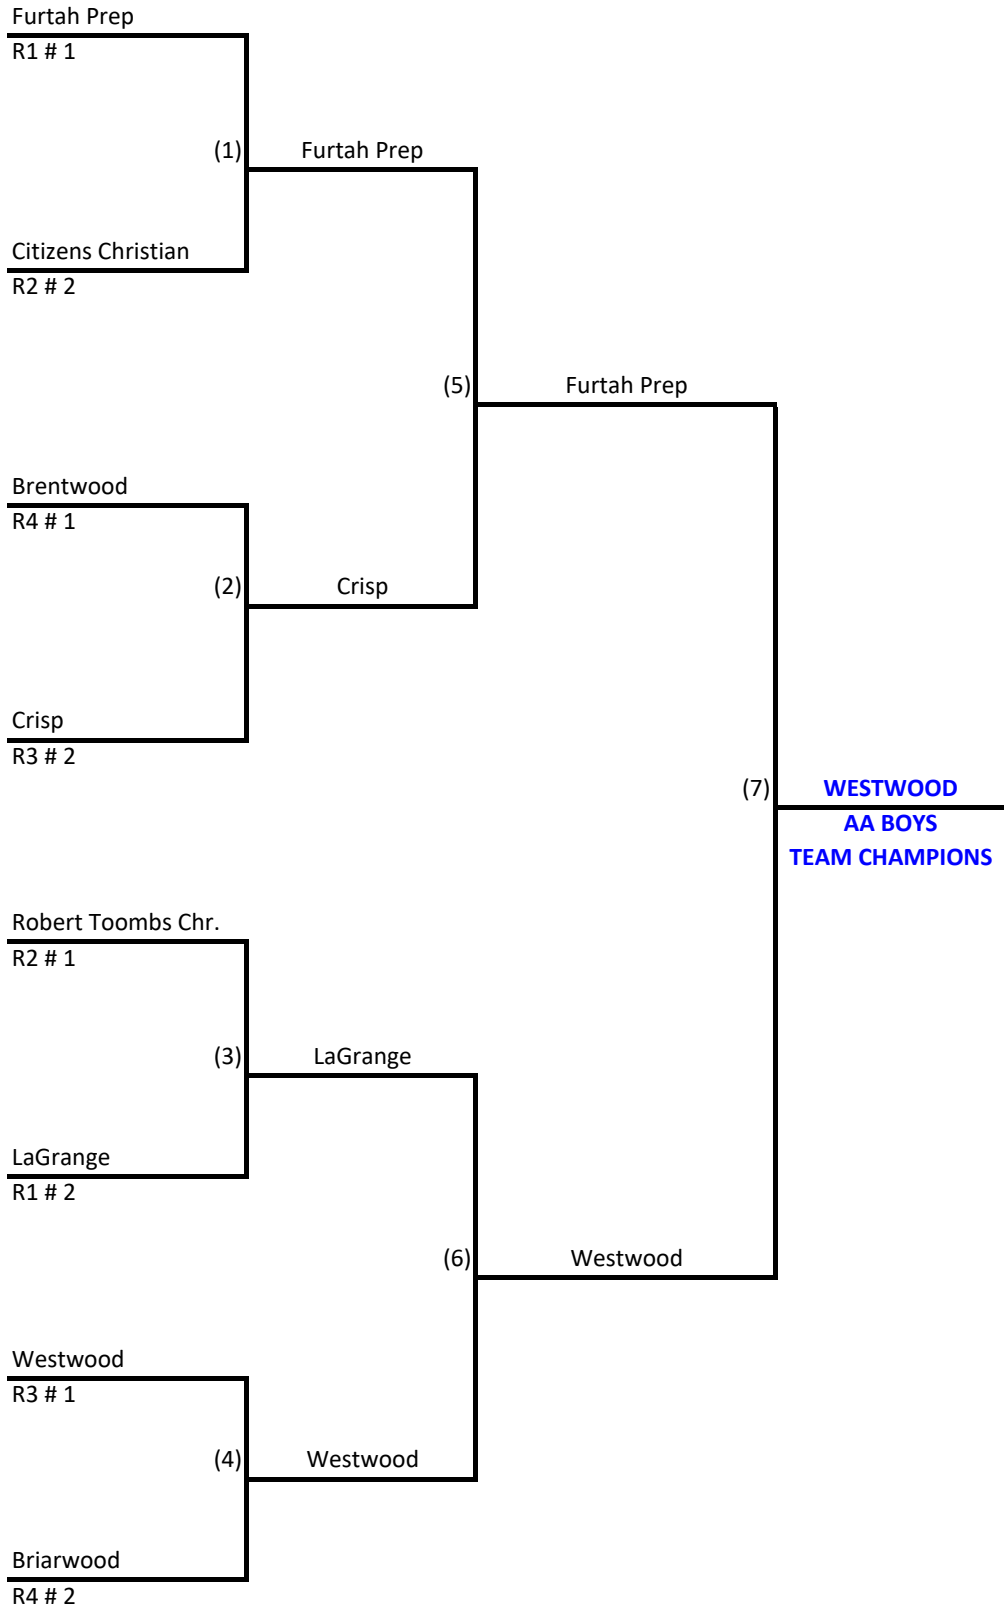 Furtah Prep
R1 # 1
(1)
Furtah Prep
Citizens Christian
R2 # 2
(5)
Furtah Prep
Brentwood
R4 # 1
(2)
Crisp
Crisp
R3 # 2
(7)
WESTWOOD
AA BOYS
TEAM CHAMPIONS
Robert Toombs Chr.
R2 # 1
(3)
LaGrange
LaGrange
R1 # 2
(6)
Westwood
Westwood
R3 # 1
(4)
Westwood
Briarwood
R4 # 2